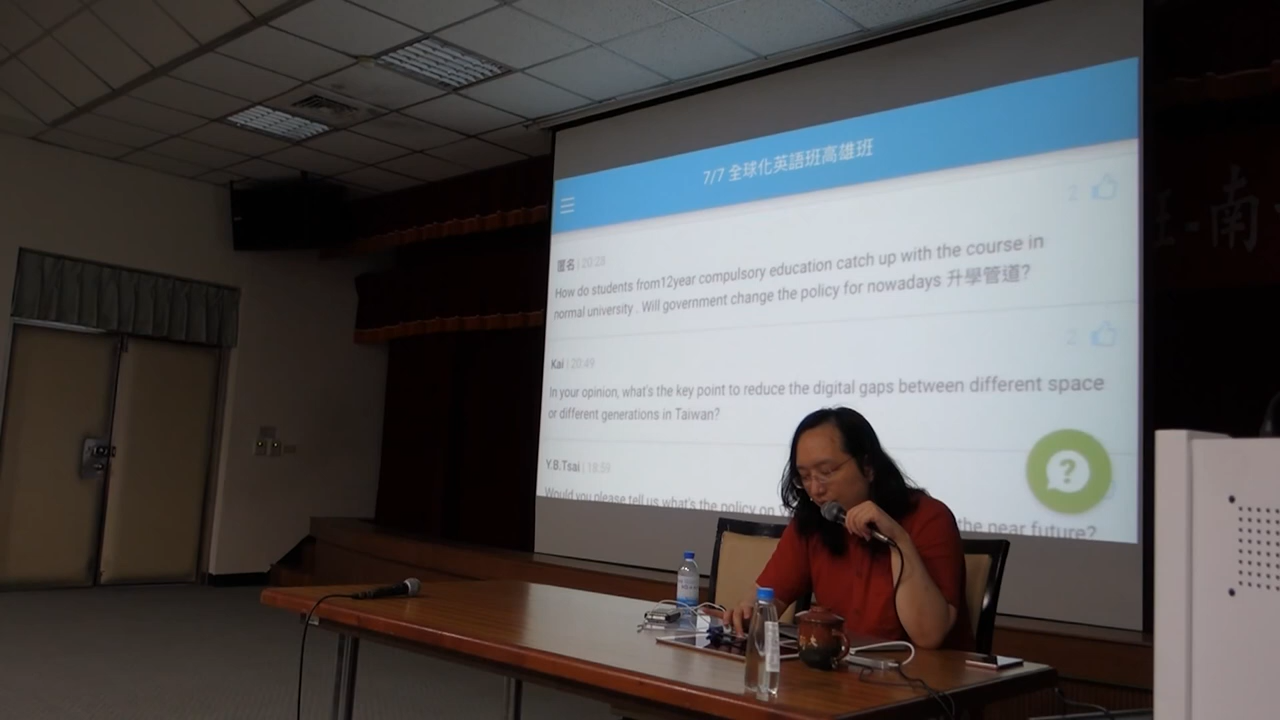 7/7 全球化英語班高雄班
2
匿名 | 20:28
How do students from12year compulsory education catch up with the course in
normal university . Will government change the policy for nowadays 升學管道?
2
Kai | 20:49
In your opinion, what's the key point to reduce the digital gaps between different space
or different generations in Taiwan?
Y.B.Tsai | 18:59
Would you please tell us what's the policy on
the near future?
南